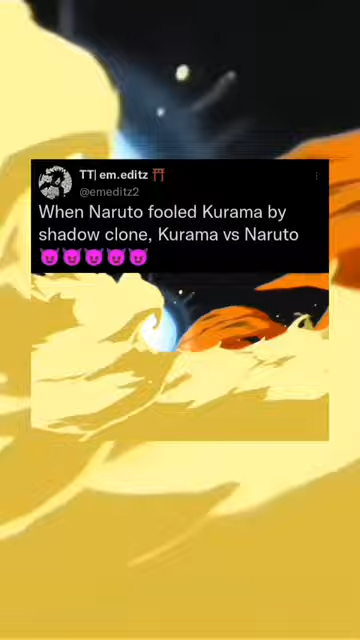 TT| em.editz ⛩
@emeditz2
When Naruto fooled Kurama by
shadow clone, Kurama vs Naruto
😈😈😈😈😈